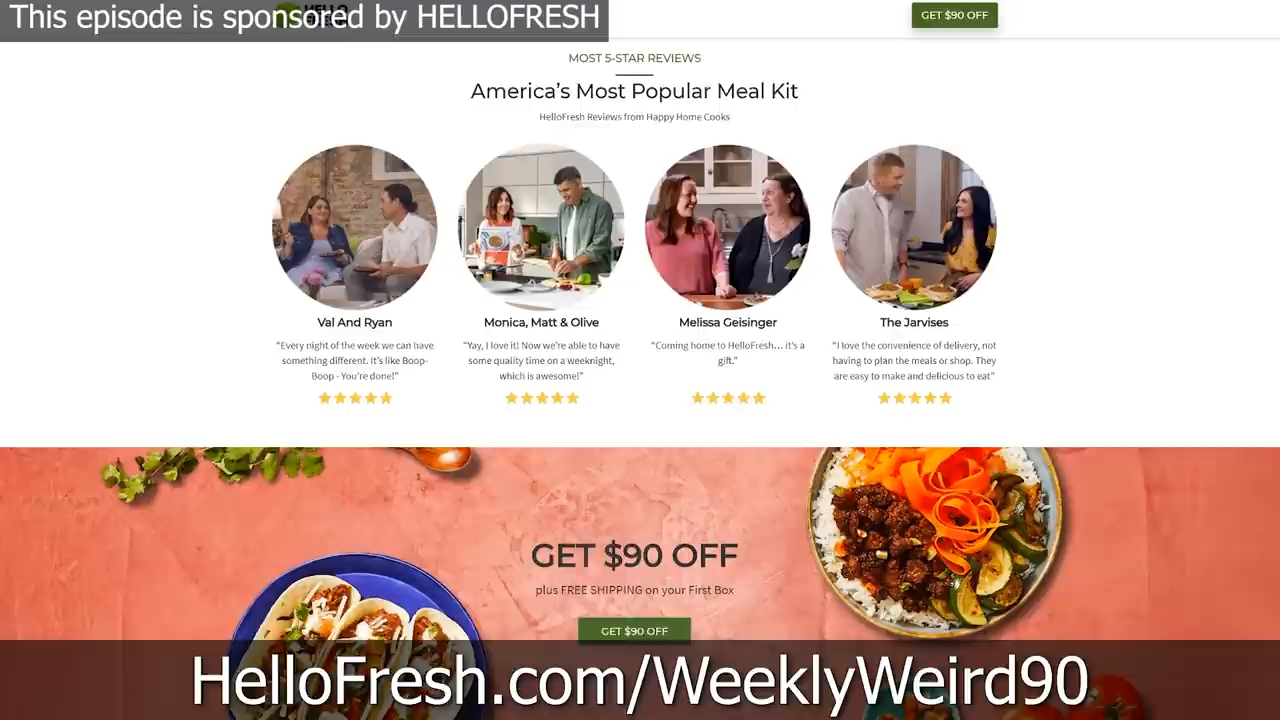 This episode is sponsored by HELLOFRESH
GET $90 OFF
MOST 5-STAR REVIEWS
America's Most Popular Meal Kit
HelloFresh Reviews from Happy Home Cooks
Val And Ryan
"Every night of the week we can have
something different. It's like Boop-
Boop - You're done!"
Monica, Matt & Olive
"Yay, I love it! Now we're able to have
some quality time on a weeknight,
which is awesome!"
Melissa Geisinger
"Coming home to HelloFresh... it's a
gift."
The Jarvises
"I love the convenience of delivery, not
having to plan the meals or shop. They
are easy to make and delicious to eat"
GET $90 OFF
plus FREE SHIPPING on your First Box
GET $90 OFF
HelloFresh.com/WeeklyWeird90